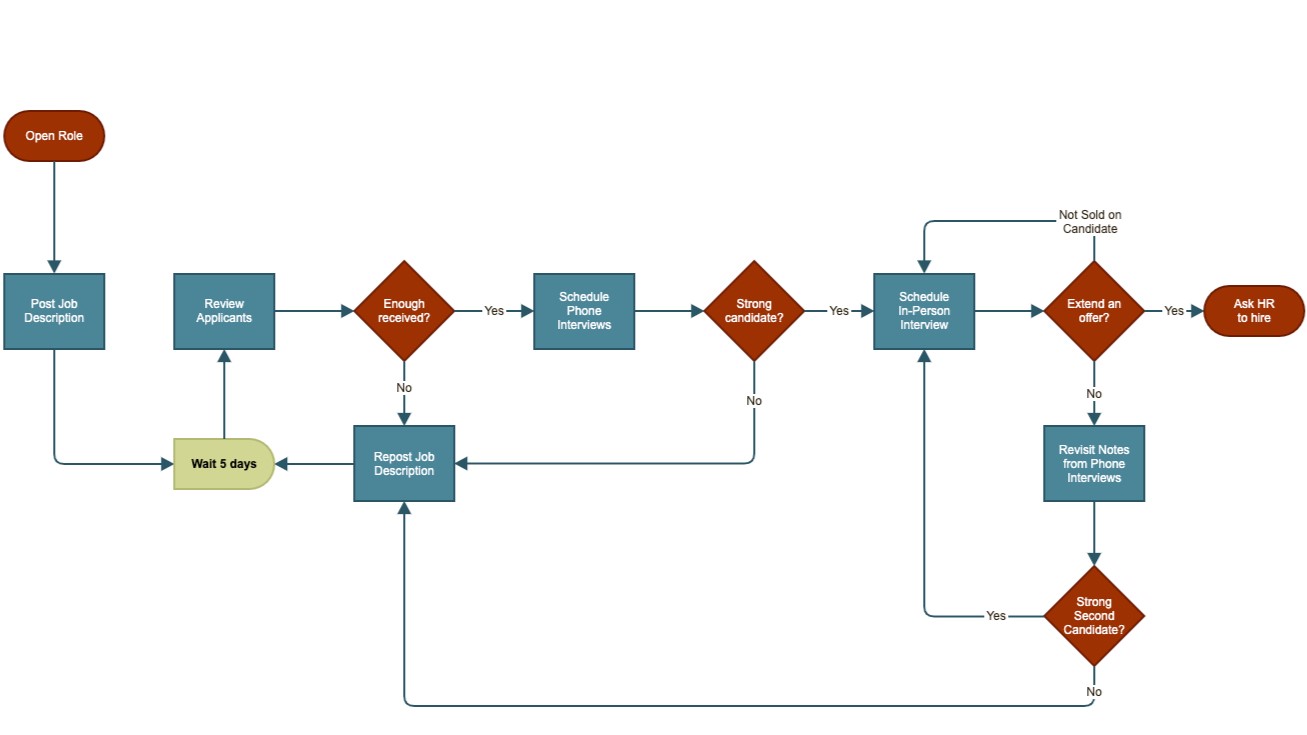 Open Role
Not Sold on
Candidate
Post Job
Description
Review
Applicants
Enough
received?
Yes
Schedule
Phone
Interviews
Strong
candidate?
Yes
Schedule
In-Person
Interview
Extend an
offer?
Yes
Ask HR
to hire
No
No
No
Wait 5 days
Repost Job
Description
Revisit Notes
from Phone
Interviews
Strong
Second
Candidate?
Yes
No